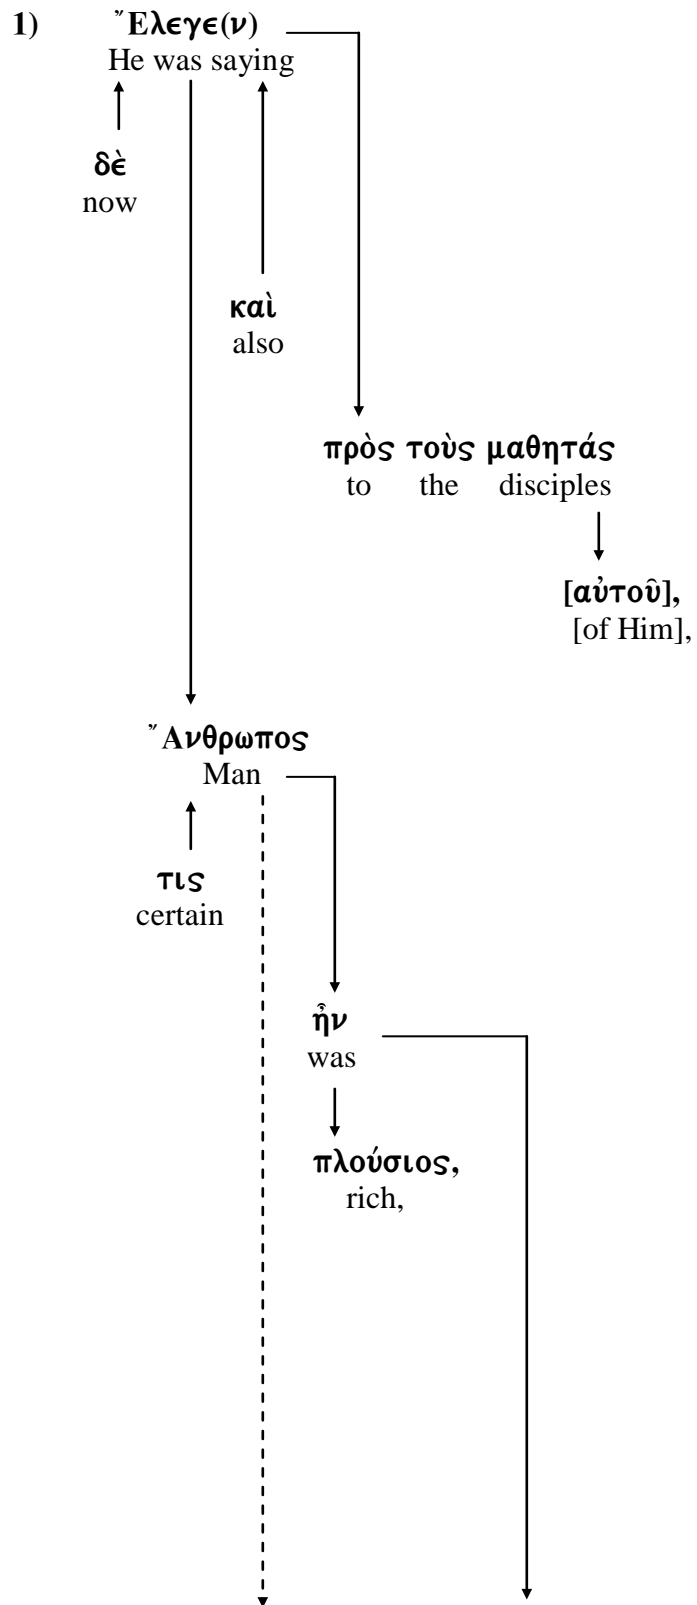 1) Ἔλεγε(ν)
He was saying
δὲ
now
καὶ
also
πρὸς τοὺς μαθητάς
to the disciples
[αὐτοῦ],
[of Him],
Ἄνθρωπος
Man
τις
certain
ἦν
was
πλούσιος,
rich,